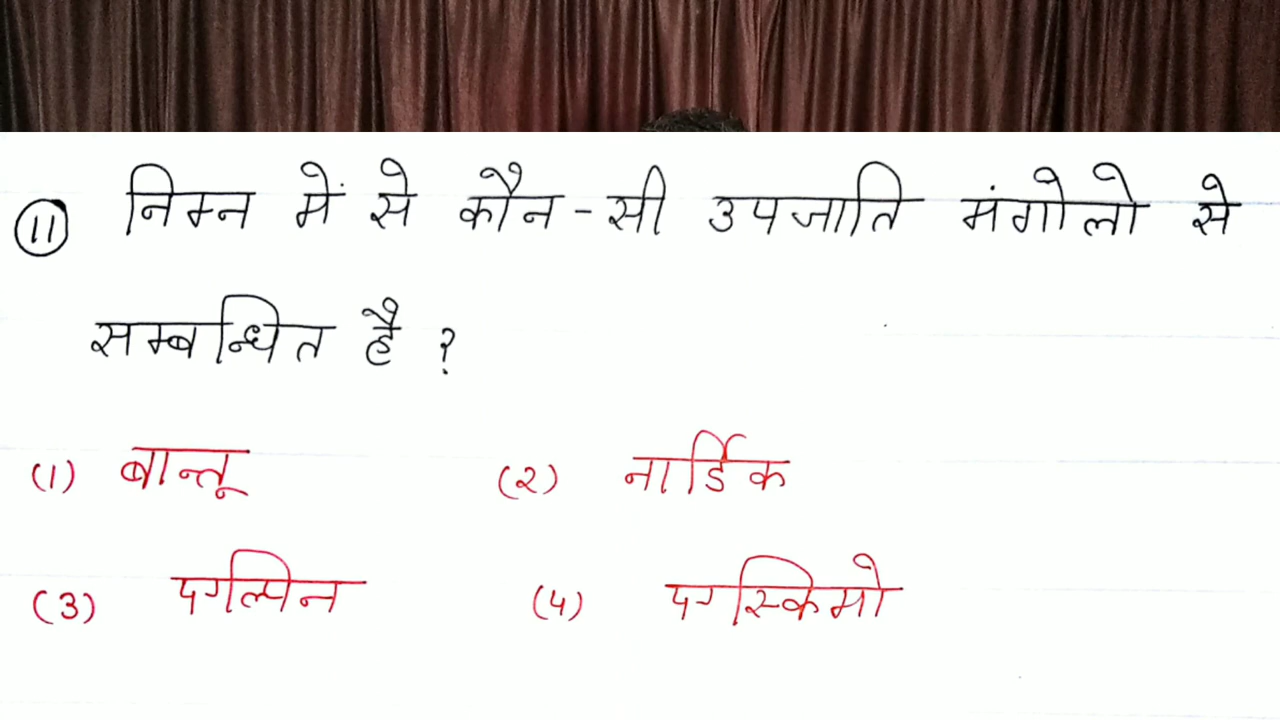 (11) निम्न में से कौन-सी उपजाति मंगोलो से
सम्बन्धित है ?
(1) बान्तू (2) नार्डिक
(3) एल्पिन (4) एस्किमो